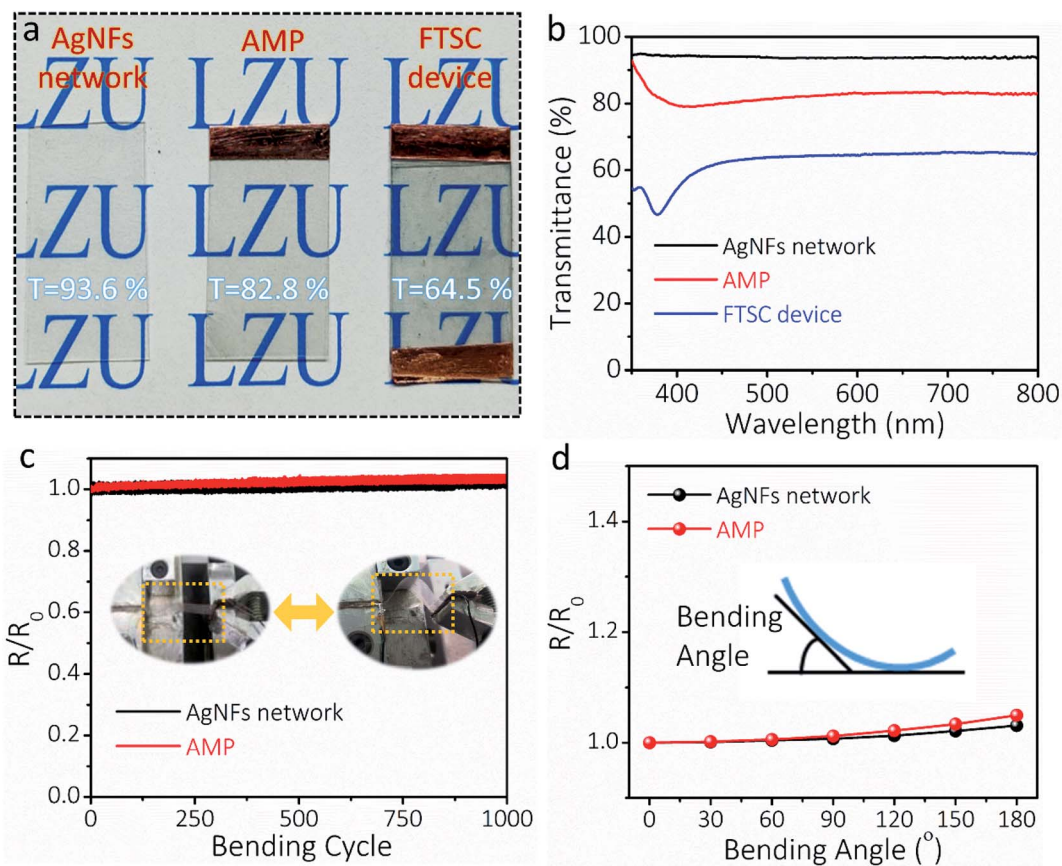 a
AgNFs
network
AMP
FTSC
device
LZU LZU LZU
LZU LZU LZU
T=93.6 % T=82.8 % T=64.5 %
LZU LZU LZU
b
100
80
60
40
20
0
Transmittance (%)
AgNFs network
AMP
FTSC device
400 500 600 700 800
Wavelength (nm)
c
1.0
0.8
0.6
0.4
0.2
0.0
R/R₀
AgNFs network
AMP
0 250 500 750 1000
Bending Cycle
d
AgNFs network
AMP
1.4
1.2
1.0
R/R₀
Bending
Angle
0 30 60 90 120 150 180
Bending Angle (°)